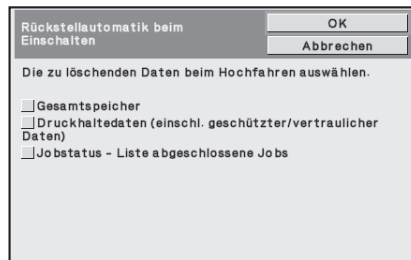 Rückstellautomatik beim
Einschalten
OK
Abbrechen
Die zu löschenden Daten beim Hochfahren auswählen.
Gesamtspeicher
Druckhaltedaten (einschl. geschützter/vertraulicher
Daten)
Jobstatus - Liste abgeschlossene Jobs